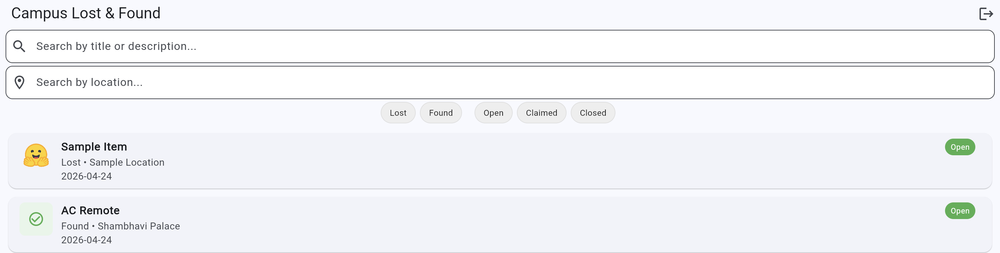 Campus Lost & Found
Search by title or description...
Search by location...
Lost Found Open Claimed Closed
Sample Item
Open
Lost • Sample Location
2026-04-24
AC Remote
Open
Found • Shambhavi Palace
2026-04-24